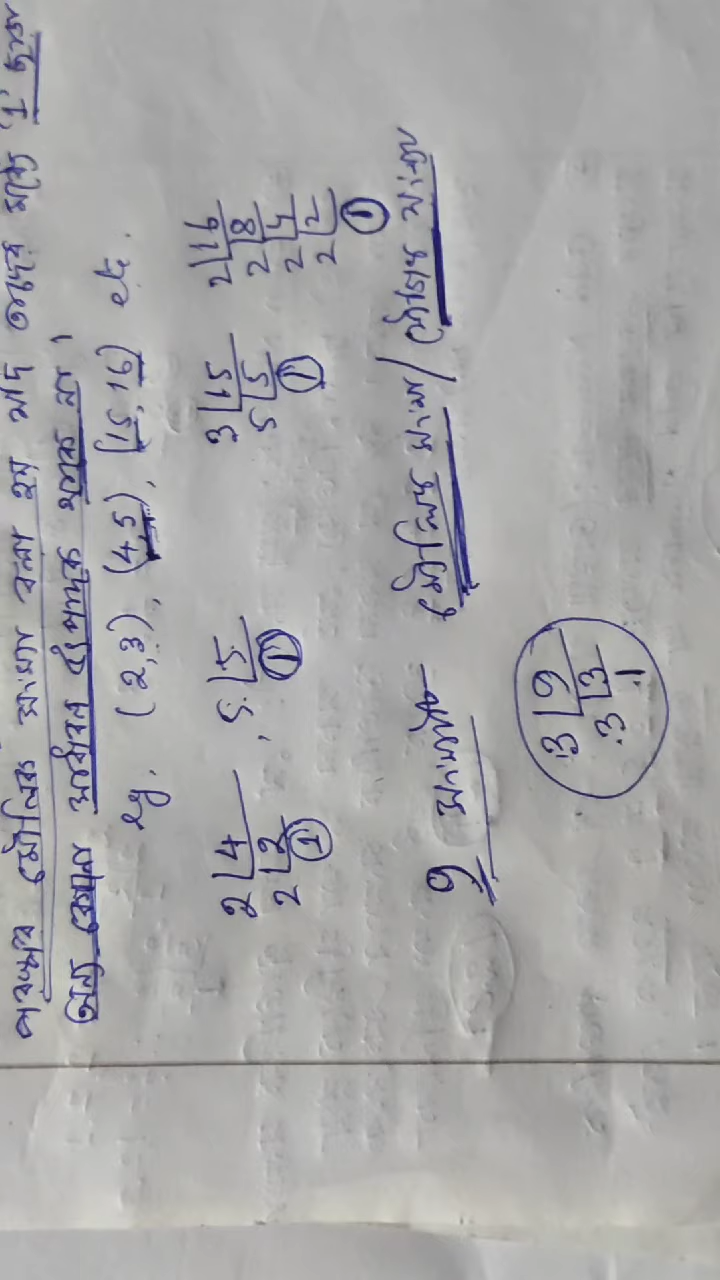 পরস্পর মৌলিক সংখ্যা বলা হয় যদি তাদের মধ্যে '1' ছাড়া
অন্য কোনো সাধারণ উৎপাদক থাকে না।
eg. (2,3), (4,5), (15,16) etc.
2 4 , 5 5 3 15 2 16
2 2 1 5 5 2 8
1 1 2 4
2 2
1
9 সংখ্যাটি মৌলিক সংখ্যা/ যৌগিক সংখ্যা
3 9
3 3
1